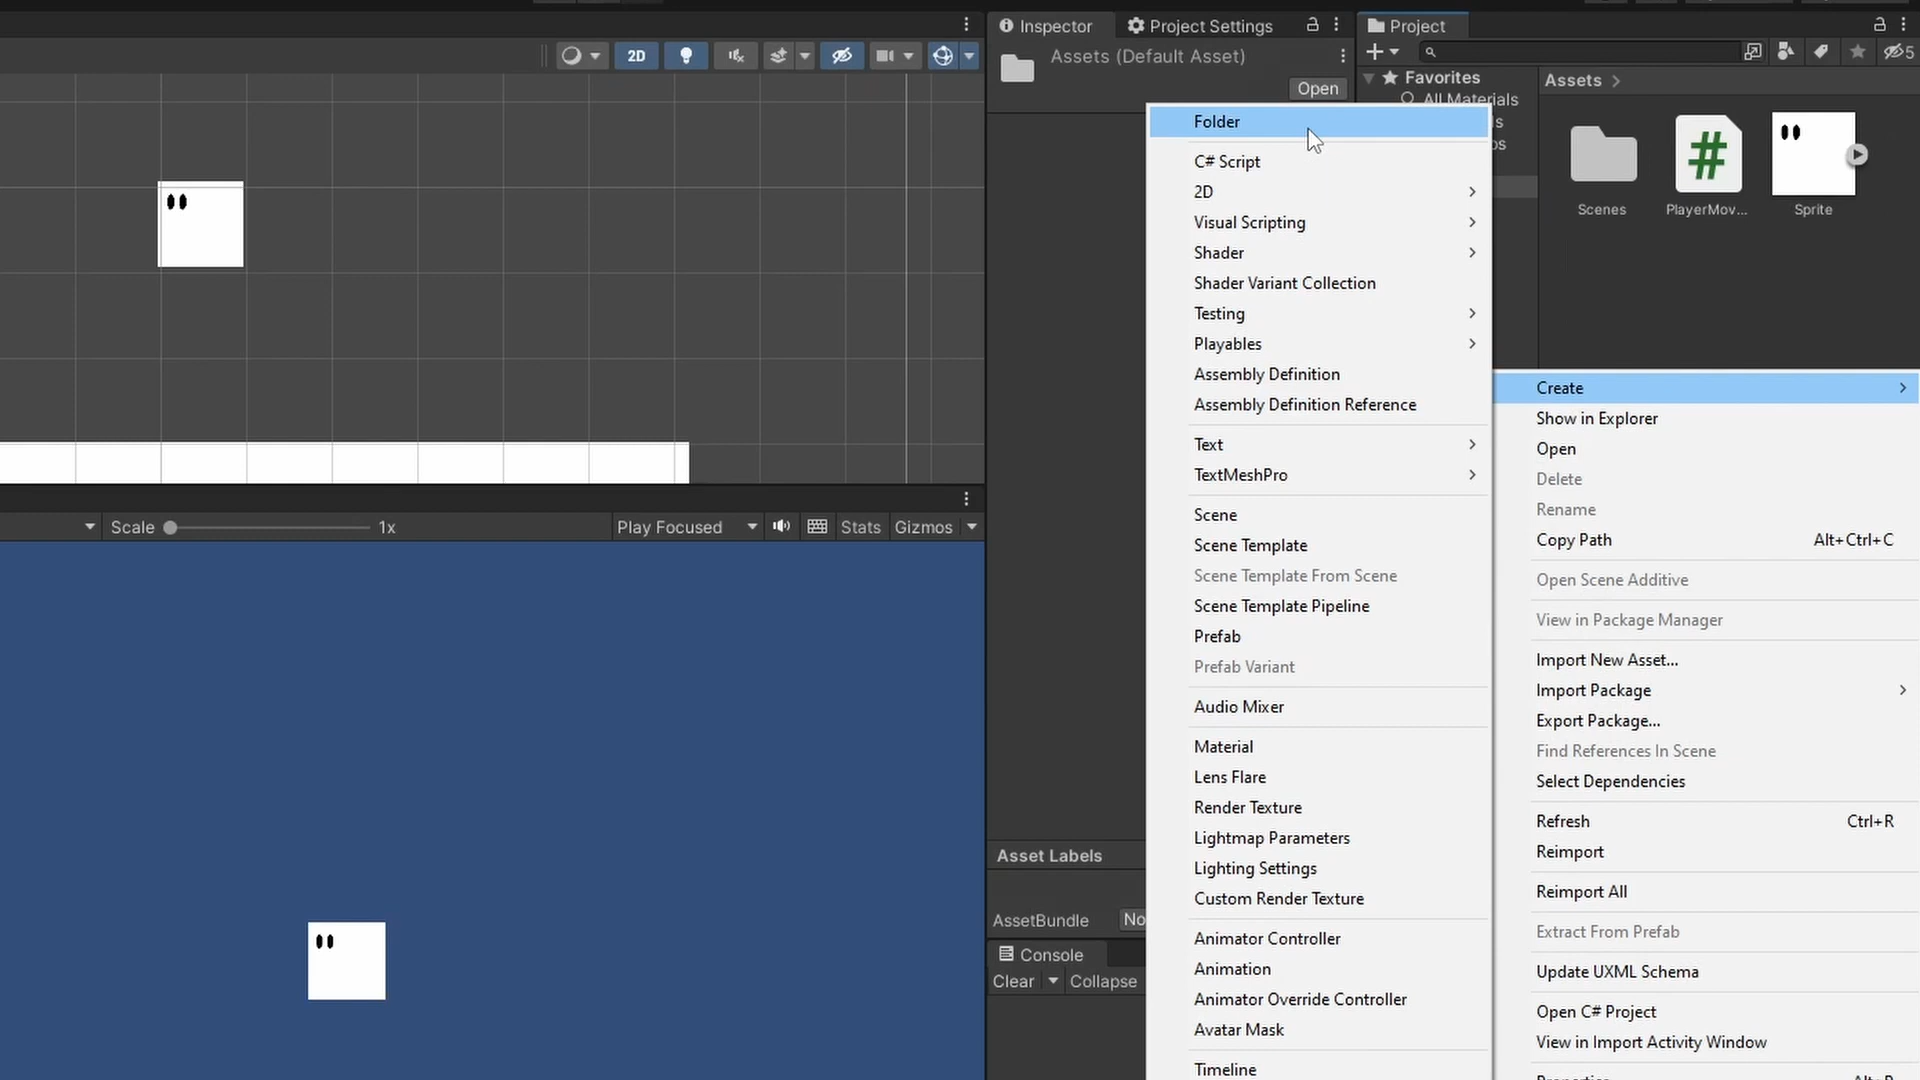 Inspector
Project Settings
Project
2D
Assets (Default Asset)
Open
5
Favorites
All Materials
Assets
Scenes
PlayerMov...
Sprite
Folder
C# Script
2D
Visual Scripting
Shader
Shader Variant Collection
Testing
Playables
Assembly Definition
Assembly Definition Reference
Text
TextMeshPro
Scene
Scene Template
Scene Template From Scene
Scene Template Pipeline
Prefab
Prefab Variant
Audio Mixer
Material
Lens Flare
Render Texture
Lightmap Parameters
Lighting Settings
Custom Render Texture
Animator Controller
Animation
Animator Override Controller
Avatar Mask
Timeline
Create
Show in Explorer
Open
Delete
Rename
Copy Path Alt+Ctrl+C
Open Scene Additive
View in Package Manager
Import New Asset...
Import Package
Export Package...
Find References In Scene
Select Dependencies
Refresh Ctrl+R
Reimport
Reimport All
Extract From Prefab
Update UXML Schema
Open C# Project
View in Import Activity Window
Scale 1x
Play Focused
Stats
Gizmos
Asset Labels
AssetBundle
No
Console
Clear
Collapse